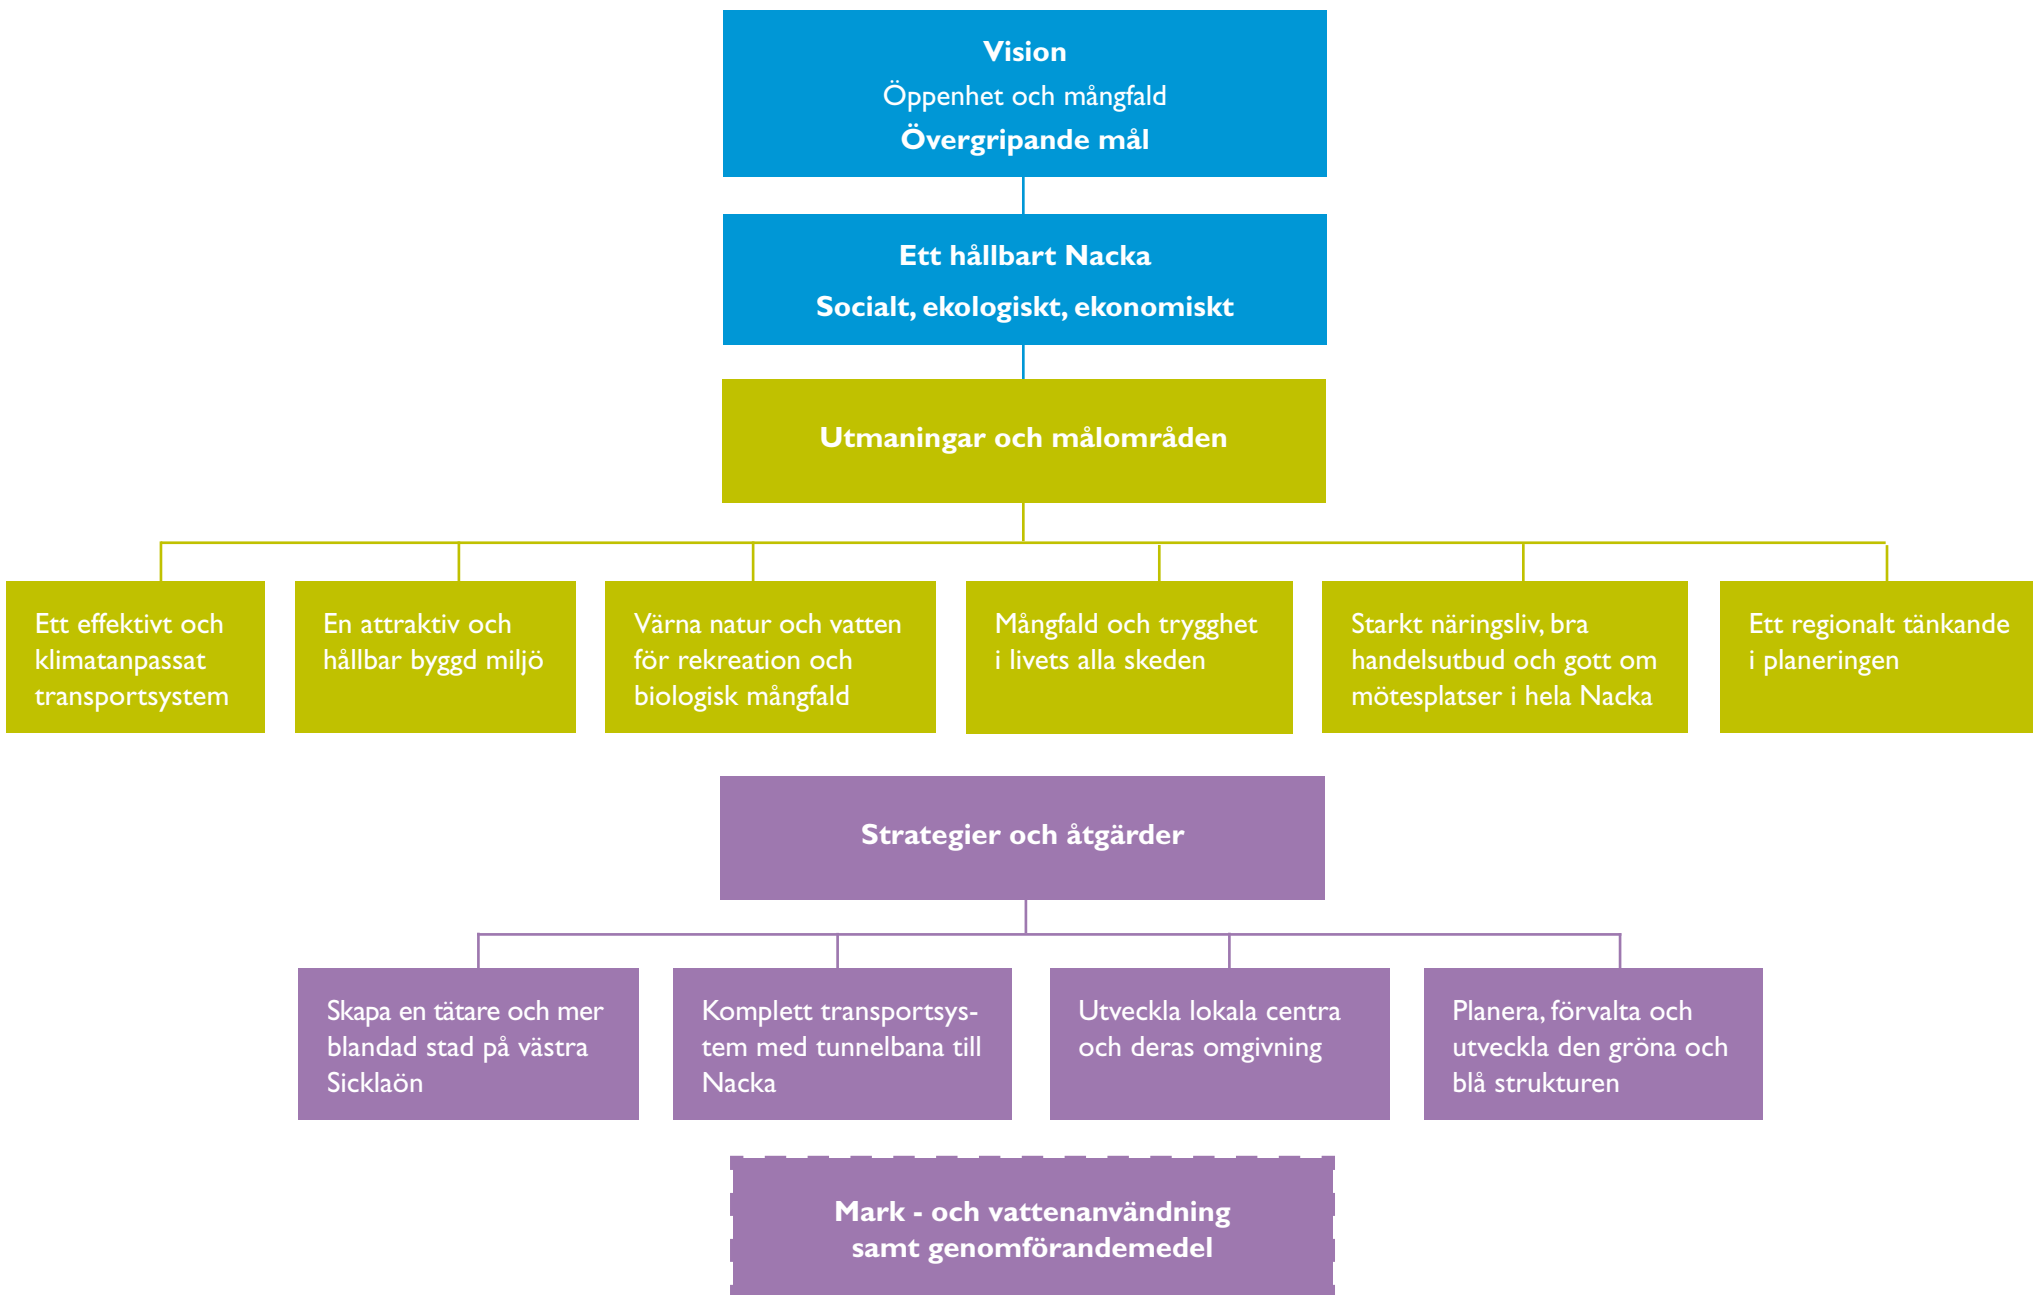 Vision
Öppenhet och mångfald
Övergripande mål
Ett hållbart Nacka
Socialt, ekologiskt, ekonomiskt
Utmaningar och målområden
Ett effektivt och
klimatanpassat
transportsystem
En attraktiv och
hållbar byggd miljö
Värna natur och vatten
för rekreation och
biologisk mångfald
Mångfald och trygghet
i livets alla skeden
Starkt näringsliv, bra
handelsutbud och gott om
mötesplatser i hela Nacka
Ett regionalt tänkande
i planeringen
Strategier och åtgärder
Skapa en tätare och mer
blandad stad på västra
Sicklaön
Komplett transportsys-
tem med tunnelbana till
Nacka
Utveckla lokala centra
och deras omgivning
Planera, förvalta och
utveckla den gröna och
blå strukturen
Mark - och vattenanvändning
samt genomförandemedel